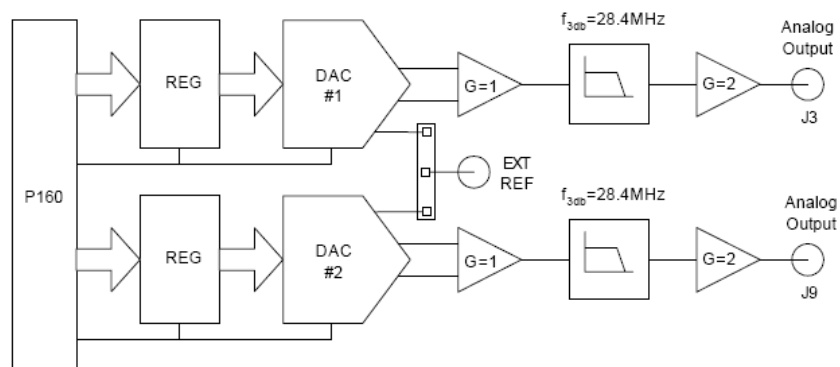 f3db=28.4MHz
Analog
Output
REG
DAC
#1
G=1
G=2
J3
P160
EXT
REF
f3db=28.4MHz
Analog
Output
REG
DAC
#2
G=1
G=2
J9